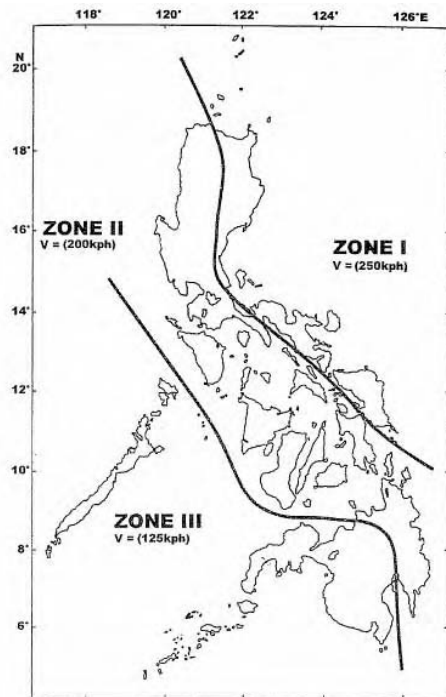 118° 120° 122° 124° 126°E
N
20°
18°
16°
14°
12°
10°
8°
6°
ZONE II
V = (200kph)
ZONE I
V = (250kph)
ZONE III
V = (125kph)